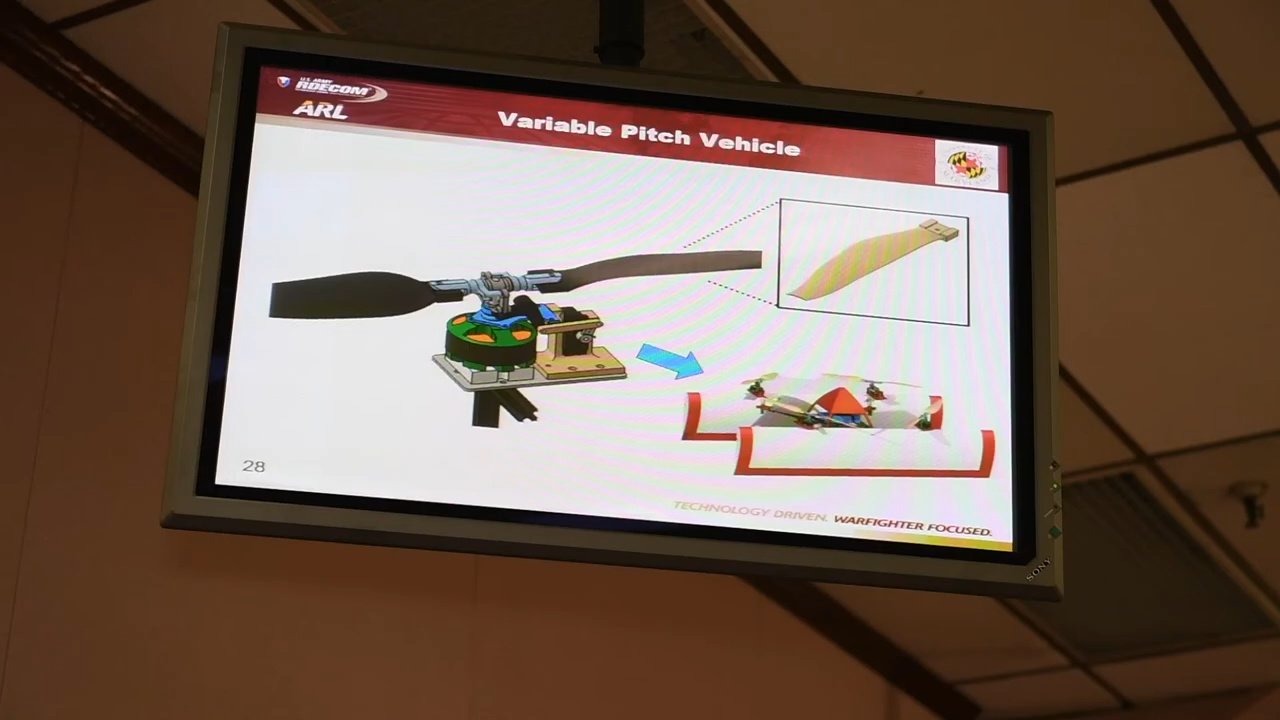 U.S. ARMY
RDECOM
ARL
Variable Pitch Vehicle
28
TECHNOLOGY DRIVEN. WARFIGHTER FOCUSED.
SONY